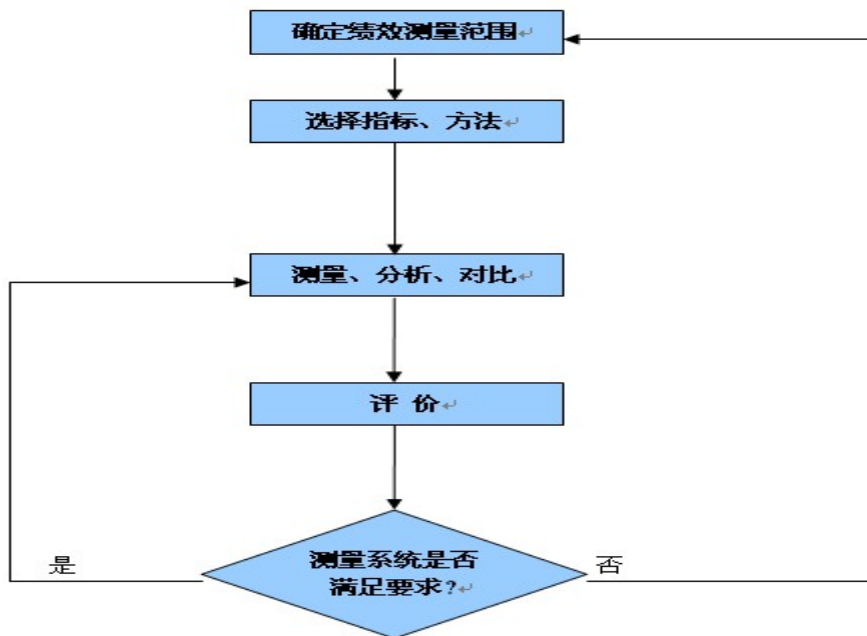 确定绩效测量范围
选择指标、方法
测量、分析、对比
评 价
测量系统是否
满足要求?
是
否